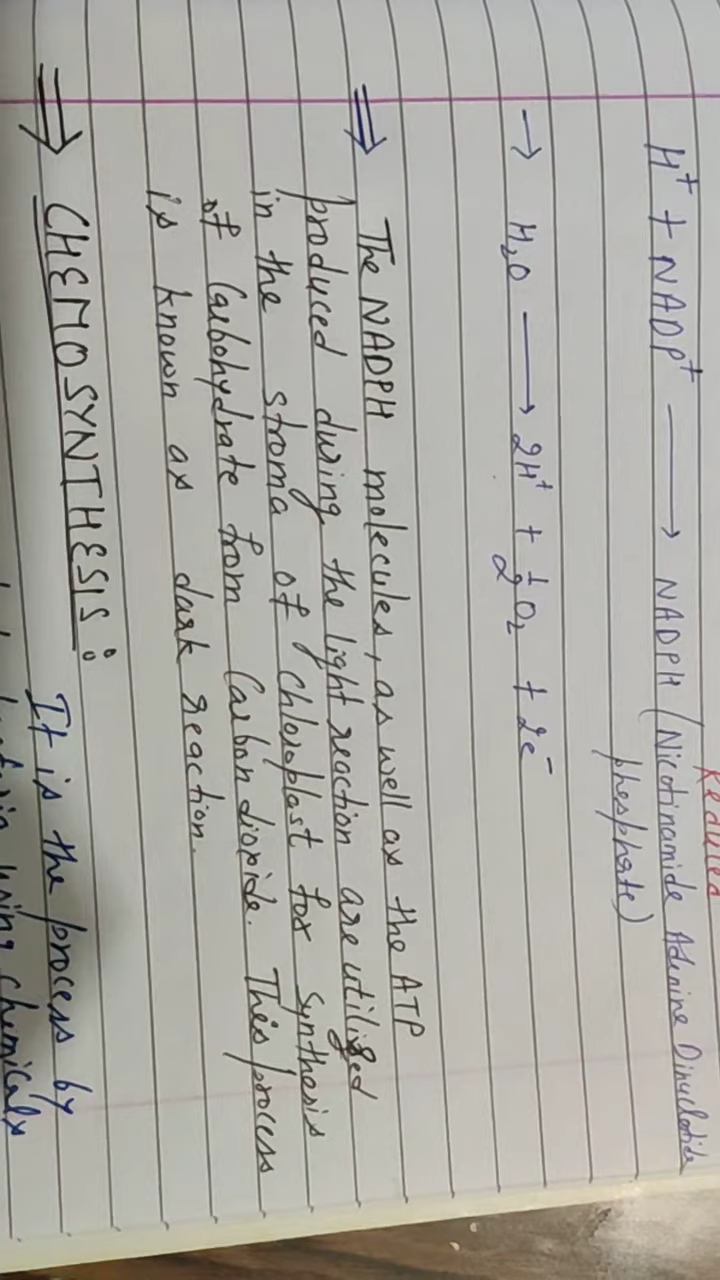 Reduced
H⁺ + NADP⁺ ⟶ NADPH (Nicotinamide Adenine Dinucleotide
phosphate)
→ H₂O ⟶ 2H⁺ + ½O₂ + 2e⁻
⇒ The NADPH molecules, as well as the ATP
produced during the light reaction are utilized
in the stroma of chloroplast for synthesis
of Carbohydrate from Carbon dioxide. This process
is known as dark reaction.
⇒ CHEMOSYNTHESIS: It is the process by
using chemicals